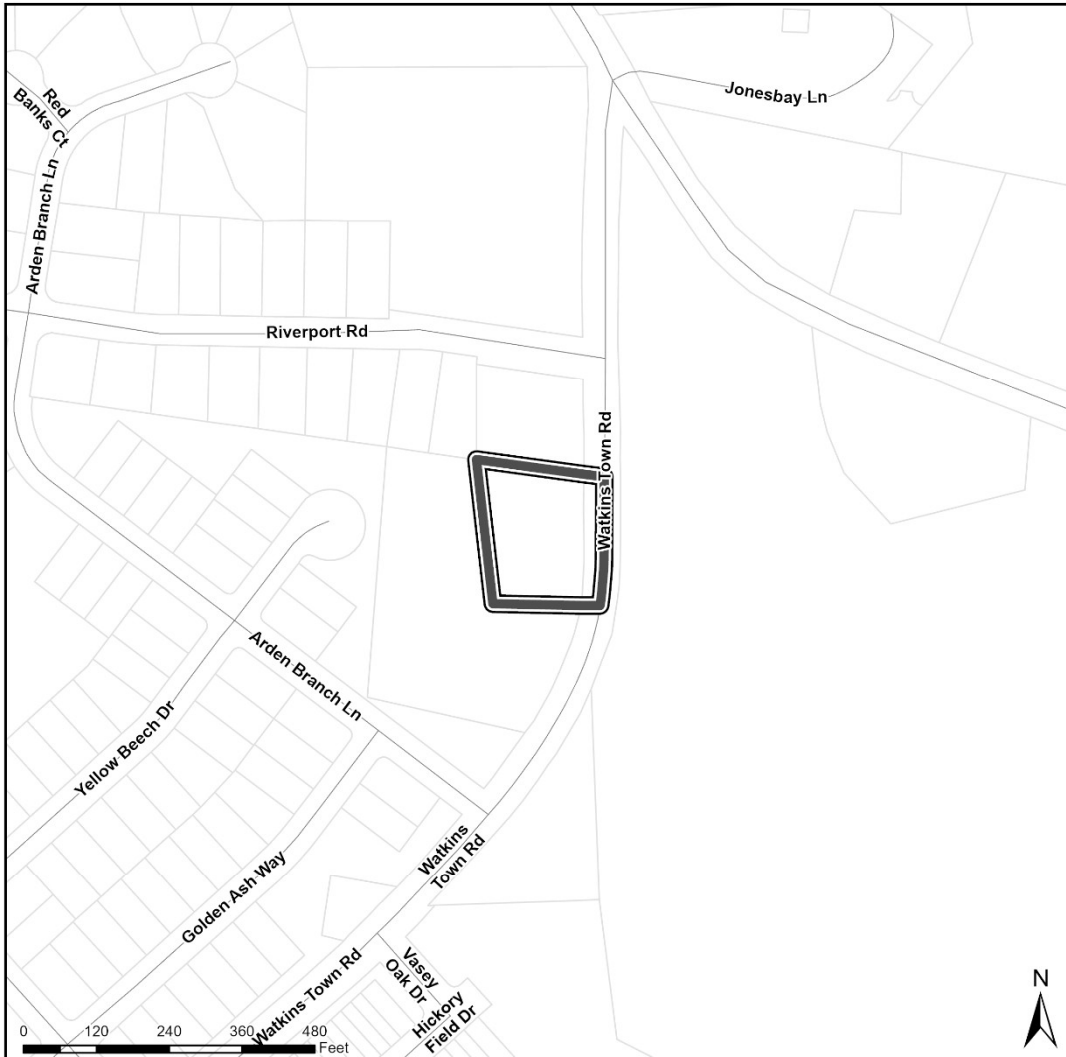 Jonesbay Ln
Red
Banks Ct
Arden Branch Ln
Riverport Rd
Watkins Town Rd
Arden Branch Ln
Yellow Beech Dr
Watkins
Town Rd
Golden Ash Way
Vasey
Oak Dr
Watkins Town Rd
Hickory
Field Dr
N
0 120 240 360 480
Feet